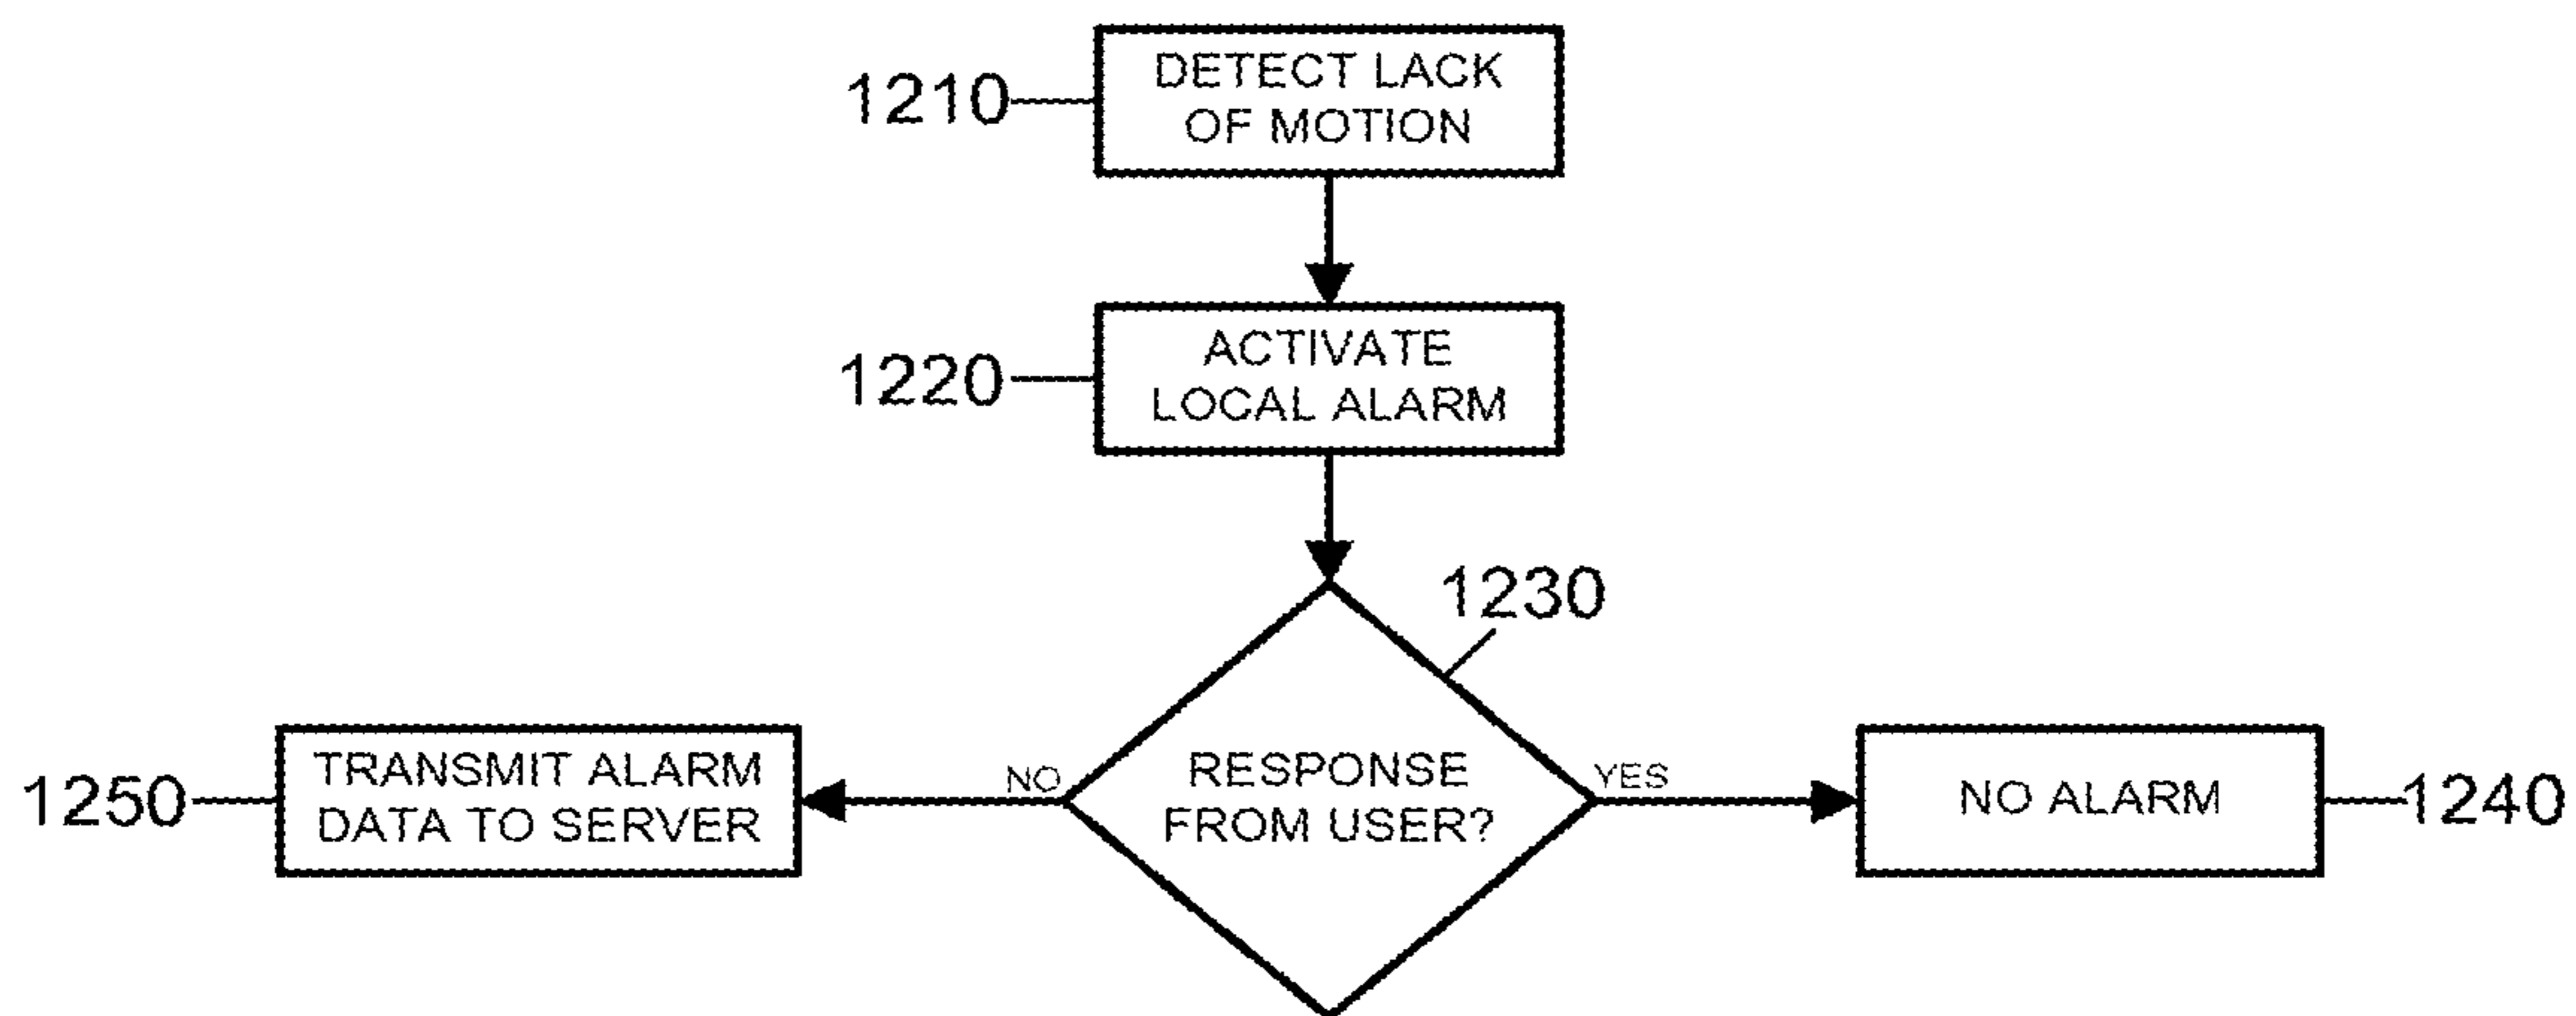 1210
DETECT LACK
OF MOTION
1220
ACTIVATE
LOCAL ALARM
1230
1250
TRANSMIT ALARM
DATA TO SERVER
NO
RESPONSE
FROM USER?
YES
NO ALARM
1240